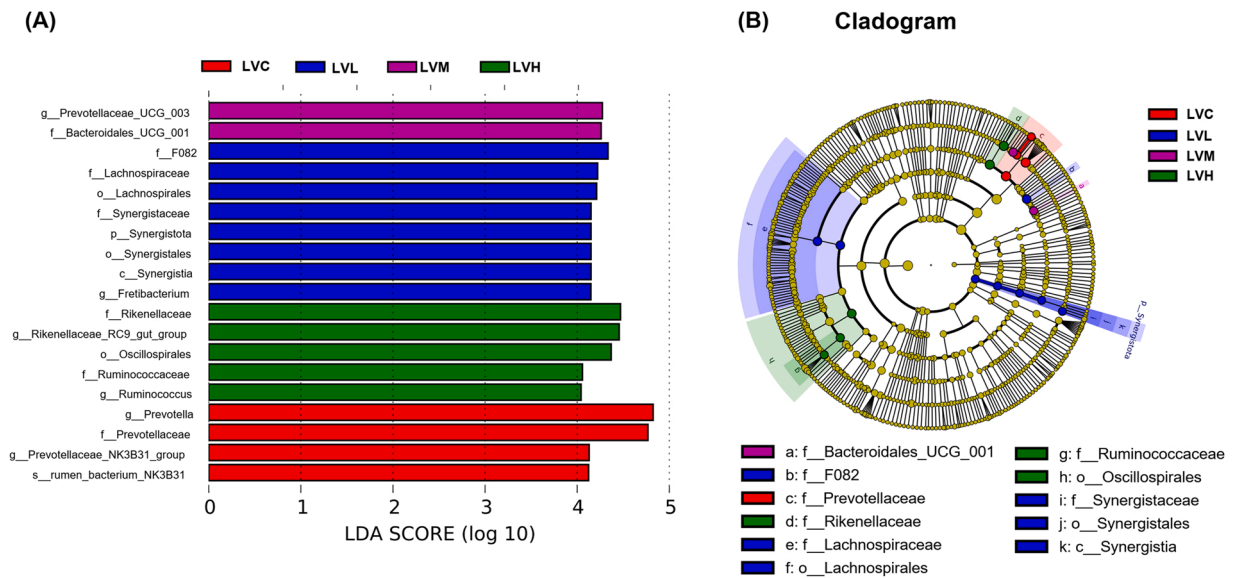 (A)
LVC LVL LVM LVH
g__Prevotellaceae_UCG_003
f__Bacteroidales_UCG_001
f__F082
f__Lachnospiraceae
o__Lachnospirales
f__Synergistaceae
p__Synergistota
o__Synergistales
c__Synergistia
g__Fretibacterium
f__Rikenellaceae
g__Rikenellaceae_RC9_gut_group
o__Oscillospirales
f__Ruminococcaceae
g__Ruminococcus
g__Prevotella
f__Prevotellaceae
g__Prevotellaceae_NK3B31_group
s__rumen_bacterium_NK3B31
0 1 2 3 4 5
LDA SCORE (log 10)
(B) Cladogram
LVC
LVL
LVM
LVH
d
c
b
a
f
e
h
g
i
j
k
p__Synergistota
a: f__Bacteroidales_UCG_001
b: f__F082
c: f__Prevotellaceae
d: f__Rikenellaceae
e: f__Lachnospiraceae
f: o__Lachnospirales
g: f__Ruminococcaceae
h: o__Oscillospirales
i: f__Synergistaceae
j: o__Synergistales
k: c__Synergistia